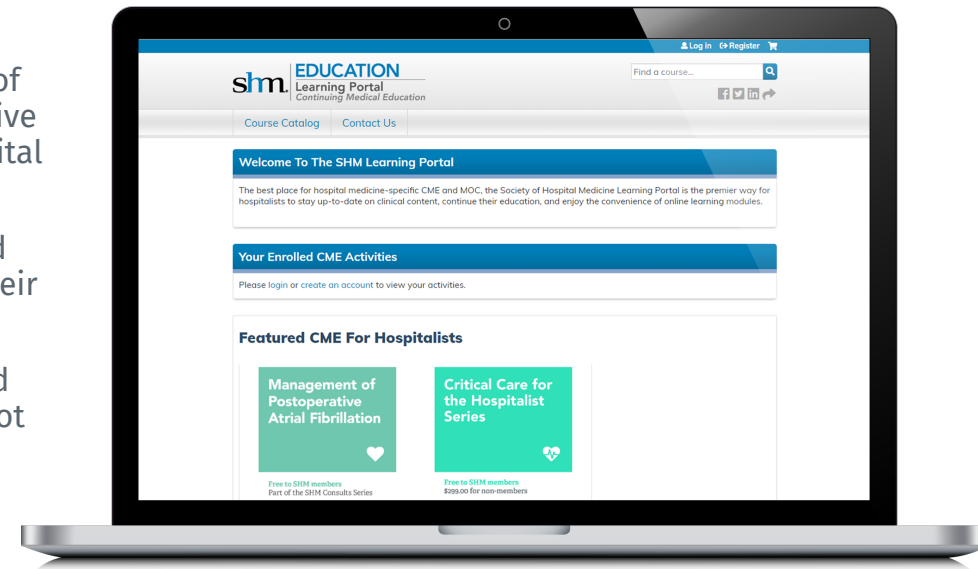 of
ive
ital
d
eir
d
ot
Log in Register
shm. EDUCATION
Learning Portal
Continuing Medical Education
Find a course...
Course Catalog Contact Us
Welcome To The SHM Learning Portal
The best place for hospital medicine-specific CME and MOC, the Society of Hospital Medicine Learning Portal is the premier way for
hospitalists to stay up-to-date on clinical content, continue their education, and enjoy the convenience of online learning modules.
Your Enrolled CME Activities
Please login or create an account to view your activities.
Featured CME For Hospitalists
Management of
Postoperative
Atrial Fibrillation
Free to SHM members
Part of the SHM Consults Series
Critical Care for
the Hospitalist
Series
Free to SHM members
$299.00 for non-members